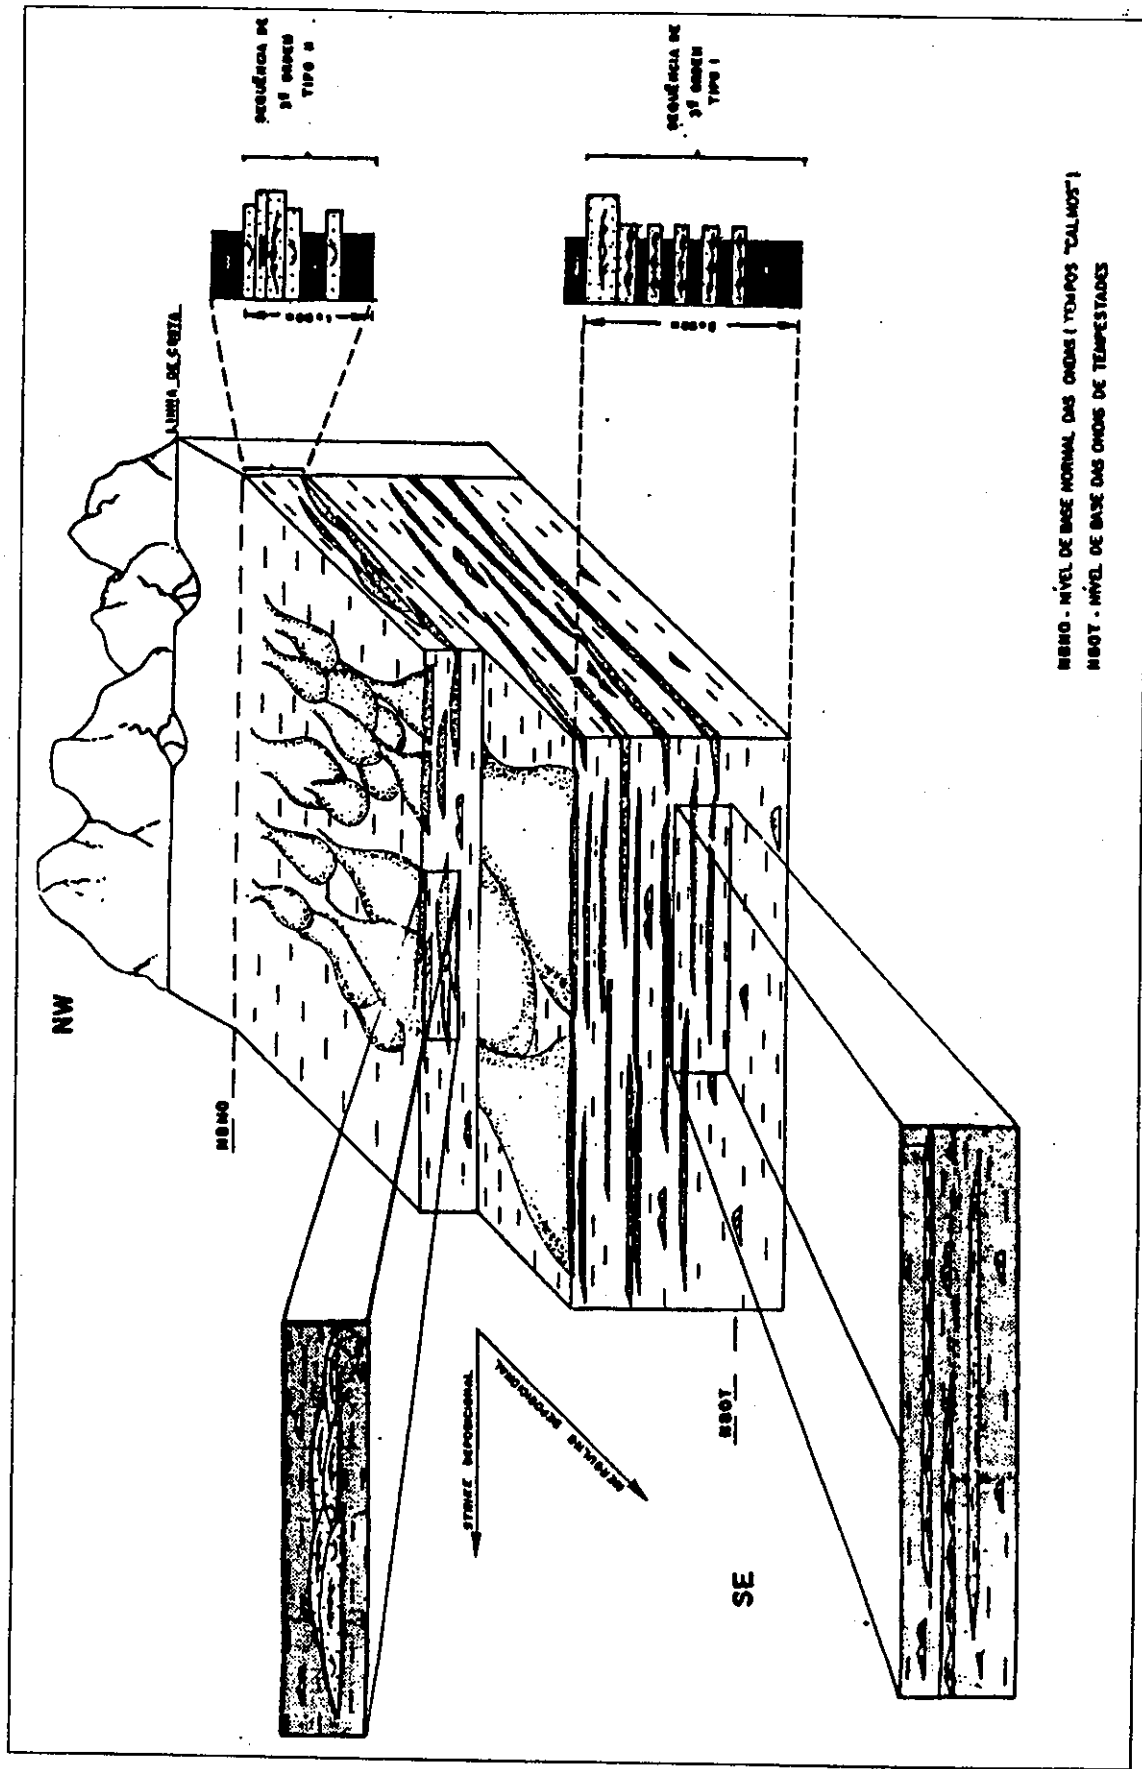 SEQUÊNCIA DE
3ª ORDEM
TIPO II
SEQUÊNCIA DE
3ª ORDEM
TIPO I
LINHA DE COSTA
NW
NBNO
STRIKE DEPOSICIONAL
MERGULHO DEPOSICIONAL
NBOT
SE
NBNO - NÍVEL DE BASE NORMAL DAS ONDAS (TEMPOS "CALMOS")
NBOT - NÍVEL DE BASE DAS ONDAS DE TEMPESTADES